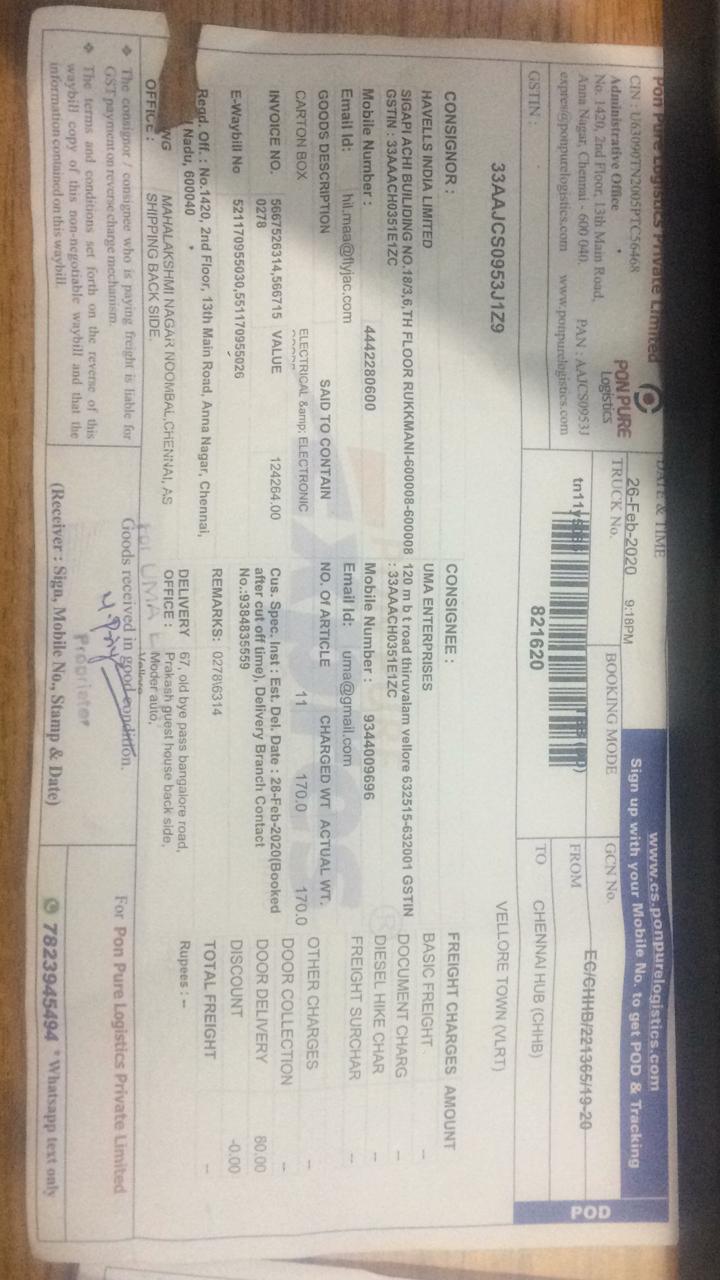 Pon Pure Logistics Private Limited
CIN : U63090TN2005PTC56468
Administrative Office
No. 1420, 2nd Floor, 13th Main Road,
Anna Nagar, Chennai - 600 040. PAN : AAJCS0953J
expres@ponpurelogistics.com www.ponpurelogistics.com
PON PURE
Logistics
DATE & TIME
26-Feb-2020 9:18PM
TRUCK No.
BOOKING MODE
821620
www.cs.ponpurelogistics.com
Sign up with your Mobile No. to get POD & Tracking
GCN No. EC/CHHB/221365/19-20
FROM CHENNAI HUB (CHHB)
TO VELLORE TOWN (VLRT)
POD
GSTIN :
33AAJCS0953J1Z9
CONSIGNOR :
HAVELLS INDIA LIMITED
SIGAPI ACHI BUILDING NO.18/3,6.TH FLOOR RUKKMANI-600008-600008
GSTIN : 33AAACH0351E1ZC
Mobile Number : 4442280600
Email Id: hil.maa@flyjac.com
CONSIGNEE :
UMA ENTERPRISES
120 m b t road thiruvalam vellore 632515-632001 GSTIN
: 33AAACH0351E1ZC
Mobile Number : 9344009696
Email Id: uma@gmail.com
GOODS DESCRIPTION SAID TO CONTAIN NO. Of ARTICLE CHARGED WT ACTUAL WT.
CARTON BOX ELECTRICAL &amp; ELECTRONIC 11 170.0 170.0
INVOICE NO. 5667526314,566715 VALUE 124264.00
0278
E-Waybill No 521170955030,551170955026
Cus. Spec. Inst : Est. Del. Date : 28-Feb-2020(Booked
after cut off time), Delivery Branch Contact
No.:9384835559
REMARKS: 0278\6314
FREIGHT CHARGES AMOUNT
BASIC FREIGHT --
DOCUMENT CHARG --
DIESEL HIKE CHAR --
FREIGHT SURCHAR --
OTHER CHARGES --
DOOR COLLECTION --
DOOR DELIVERY 60.00
DISCOUNT -0.00
TOTAL FREIGHT --
Rupees : --
Regd. Off. : No.1420, 2nd Floor, 13th Main Road, Anna Nagar, Chennai,
Nadu, 600040
OFFICE : MAHALAKSHMI NAGAR NOOMBAL,CHENNAI, AS
SHIPPING BACK SIDE.
DELIVERY OFFICE : 67, old bye pass bangalore road,
Prakash guest house back side,
Moder auto,
Vellore
❖ The consignor / consignee who is paying freight is liable for
GST payment on reverse charge mechanism.
❖ The terms and conditions set forth on the reverse of this
waybill copy of this non-negotiable waybill and that the
information contained on this waybill.
Goods received in good condition.
UMA
Proprietor
(Receiver : Sign, Mobile No., Stamp & Date)
For Pon Pure Logistics Private Limited
7823945494 * Whatsapp text only